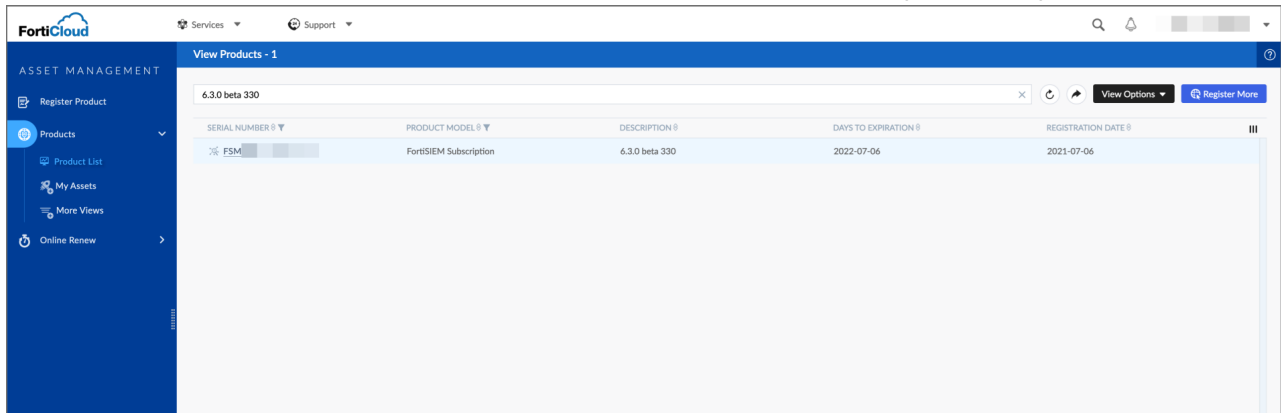 FortiCloud
Services
Support
ASSET MANAGEMENT
Register Product
Products
Product List
My Assets
More Views
Online Renew
View Products - 1
6.3.0 beta 330
View Options
Register More
SERIAL NUMBER PRODUCT MODEL DESCRIPTION DAYS TO EXPIRATION REGISTRATION DATE
FSM FortiSIEM Subscription 6.3.0 beta 330 2022-07-06 2021-07-06